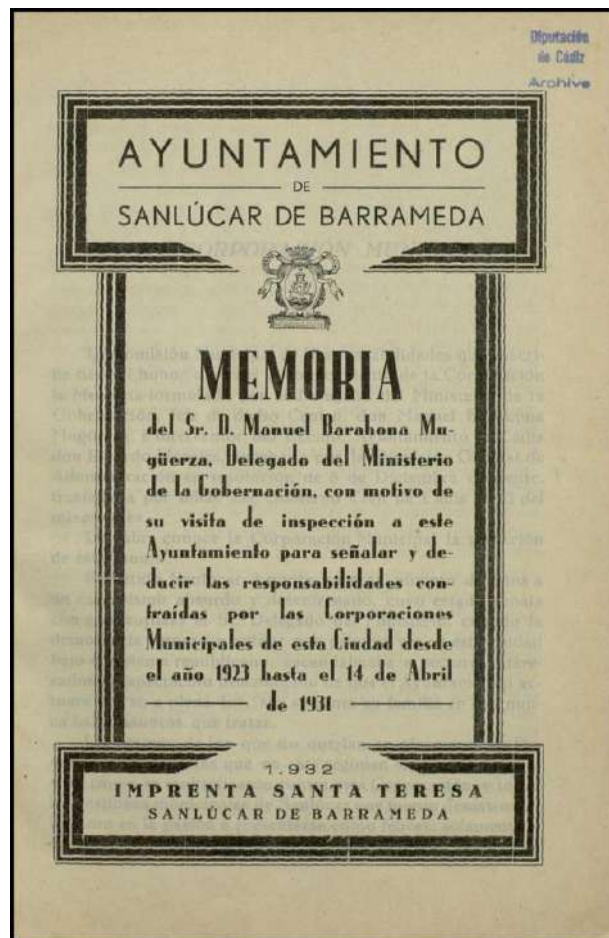 Diputación
de Cádiz
Archivo
AYUNTAMIENTO
DE
SANLÚCAR DE BARRAMEDA
MEMORIA
del Sr. D. Manuel Barahona Mu-
güerza, Delegado del Ministerio
de la Gobernación, con motivo de
su visita de inspección a este
Ayuntamiento para señalar y de-
ducir las responsabilidades con-
traídas por las Corporaciones
Municipales de esta Ciudad desde
el año 1923 hasta el 14 de Abril
de 1931
1.932
IMPRENTA SANTA TERESA
SANLÚCAR DE BARRAMEDA